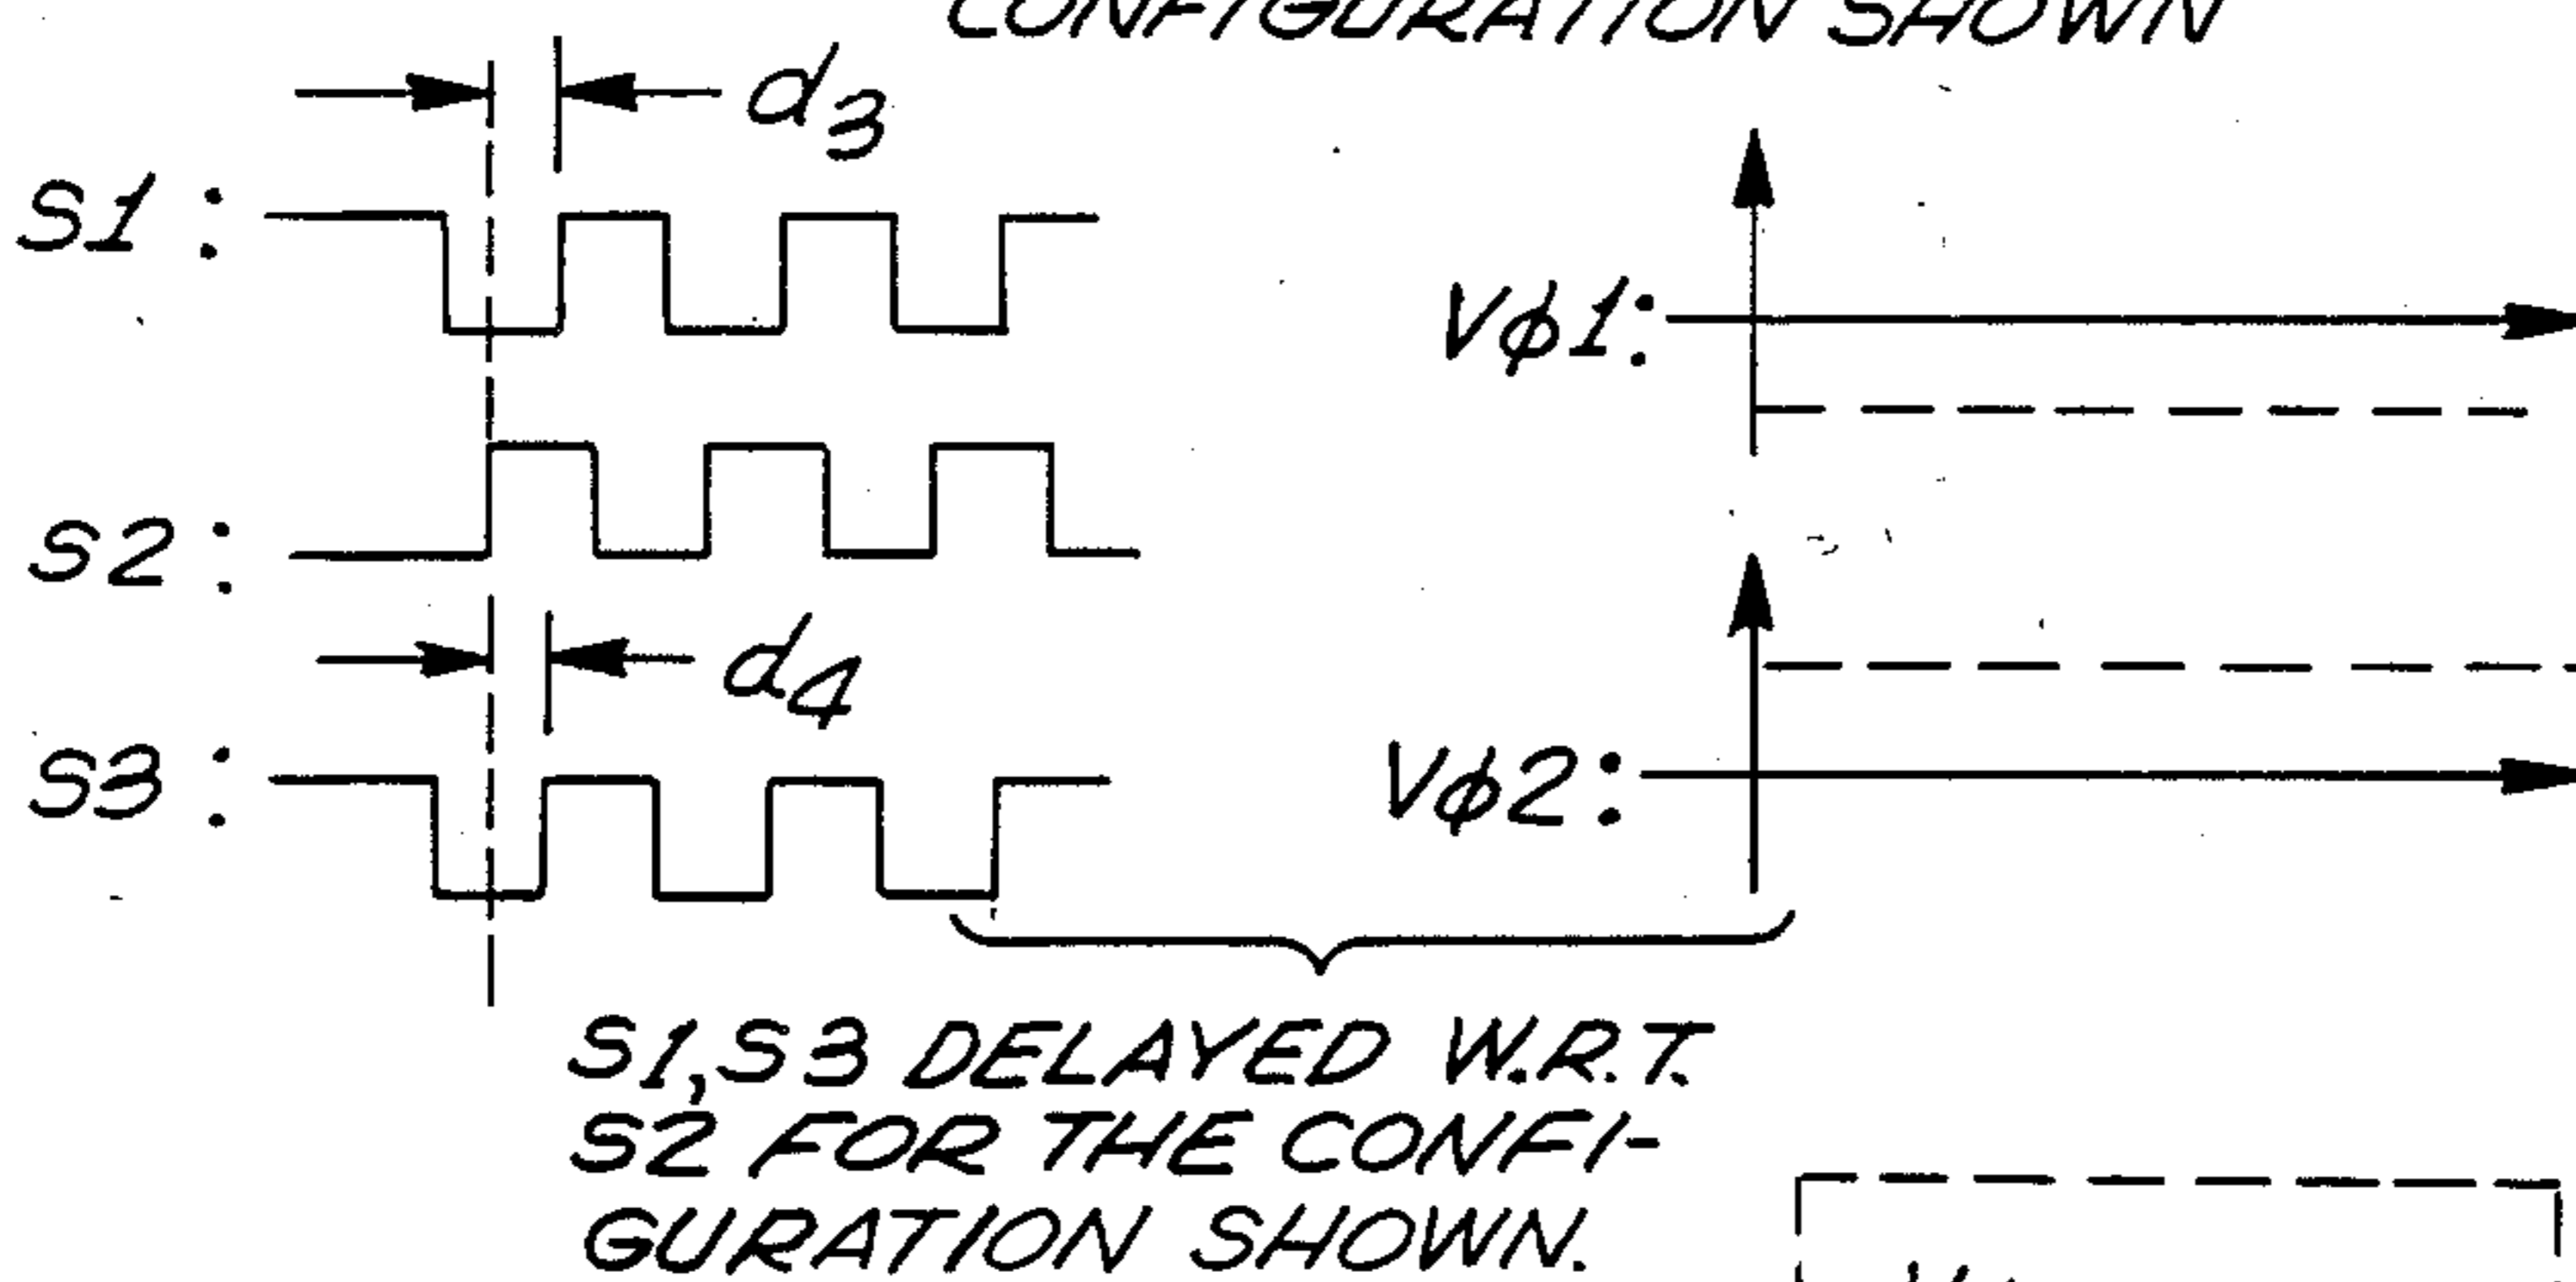 CONFIGURATION SHOWN
d3
S1:
Vφ1:
S2:
d4
S3:
Vφ2:
S1,S3 DELAYED W.R.T.
S2 FOR THE CONFI-
GURATION SHOWN.